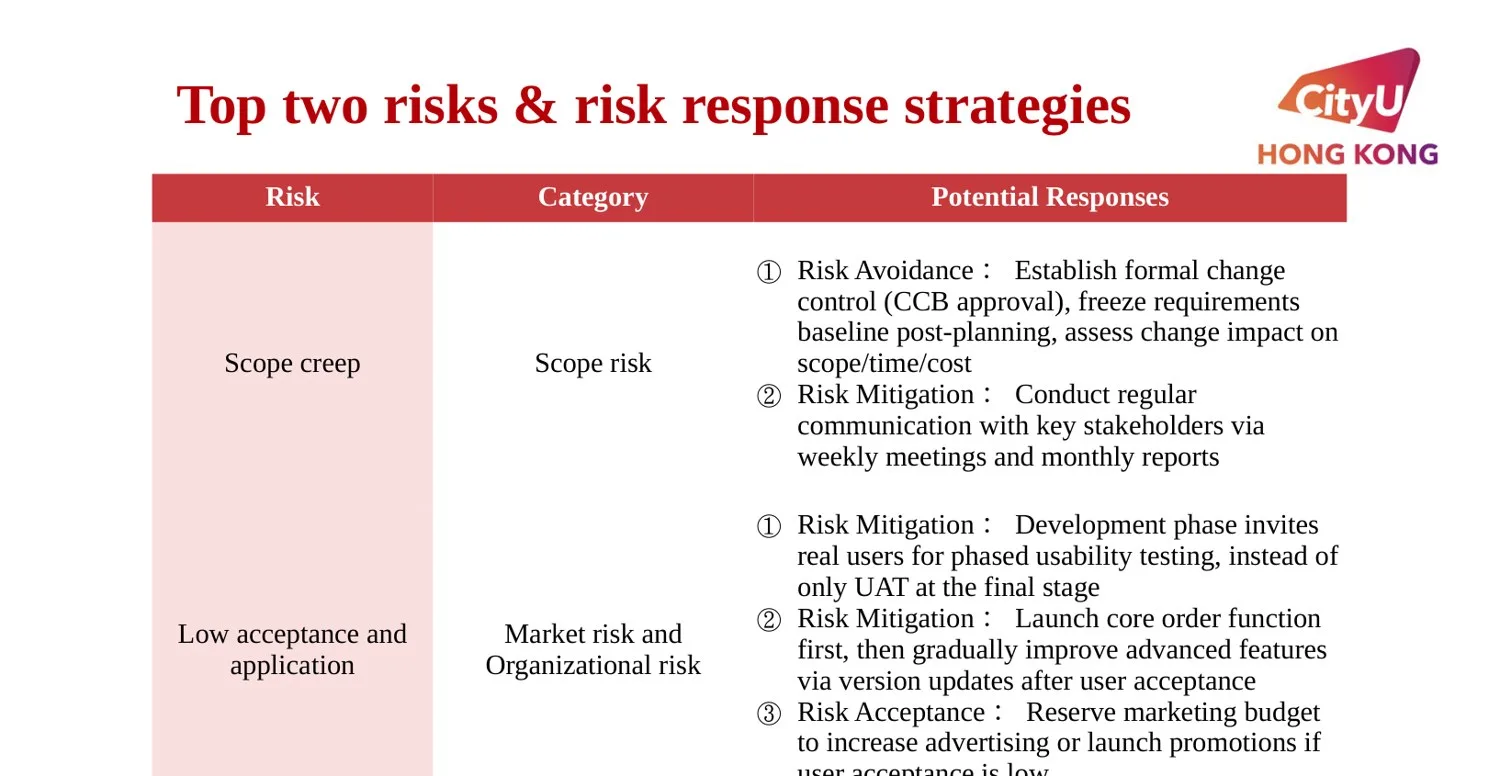 Top two risks & risk response strategies
CityU
HONG KONG
Risk Category Potential Responses
Scope creep
Scope risk
① Risk Avoidance： Establish formal change
control (CCB approval), freeze requirements
baseline post-planning, assess change impact on
scope/time/cost
② Risk Mitigation： Conduct regular
communication with key stakeholders via
weekly meetings and monthly reports
Low acceptance and
application
Market risk and
Organizational risk
① Risk Mitigation： Development phase invites
real users for phased usability testing, instead of
only UAT at the final stage
② Risk Mitigation： Launch core order function
first, then gradually improve advanced features
via version updates after user acceptance
③ Risk Acceptance： Reserve marketing budget
to increase advertising or launch promotions if
user acceptance is low